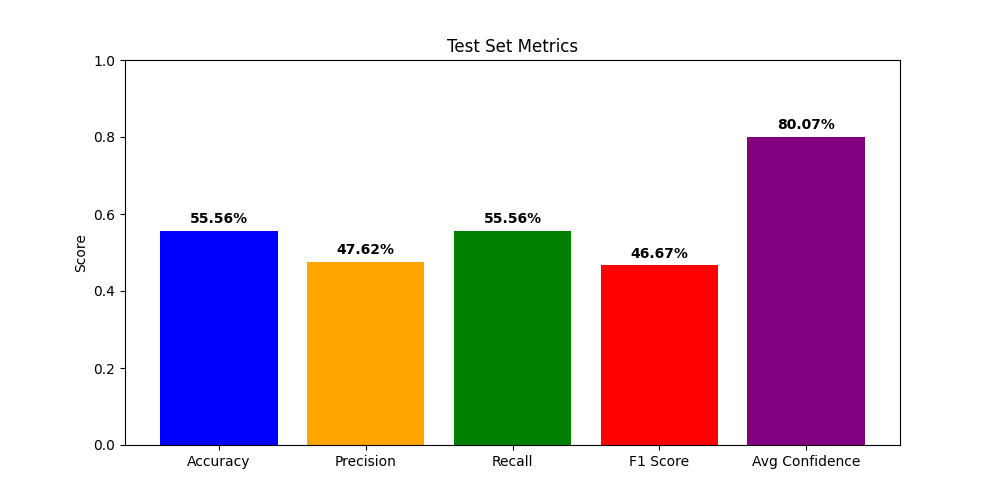 Test Set Metrics
Score
1.0
0.8
0.6
0.4
0.2
0.0
55.56%
47.62%
55.56%
46.67%
80.07%
Accuracy
Precision
Recall
F1 Score
Avg Confidence